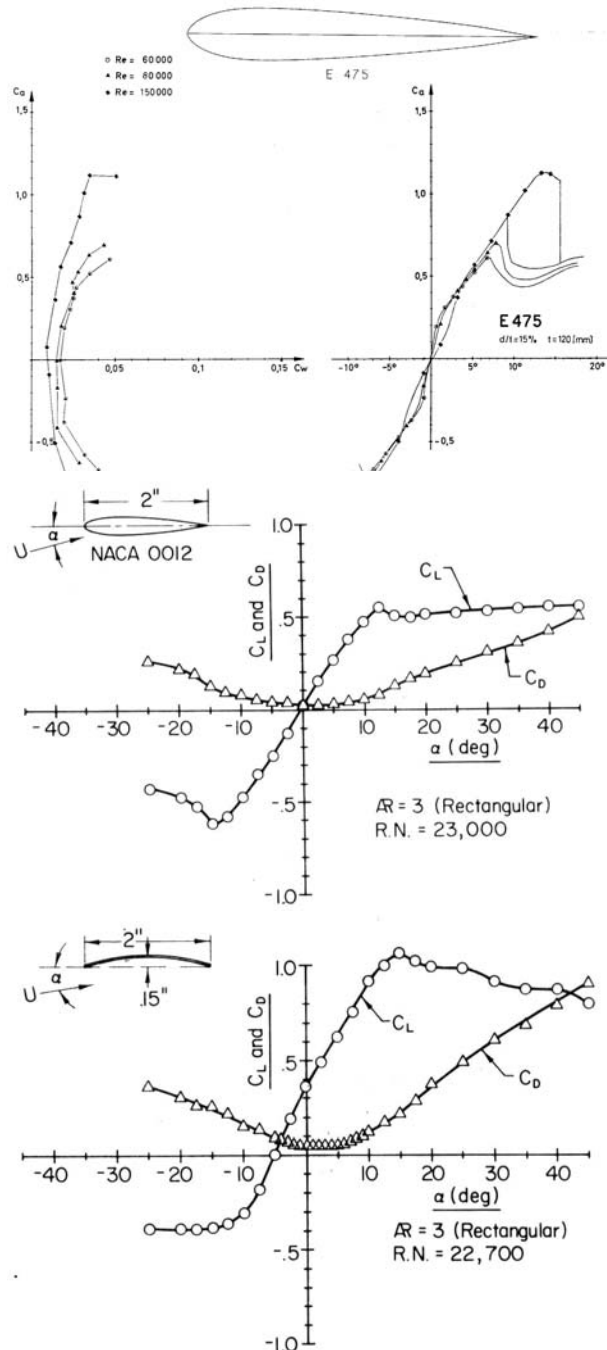 E 475
○ Re = 60000
▲ Re = 80000
● Re = 150000
Ca
1,5
1,0
0,5
0,05
0,10
Cw
0,15
-0,5
Ca
1,5
1,0
0,5
E 475
d/t=15% t=120[mm]
-10°
5°
10°
20°
-0,5
2"
α
U
NACA 0012
CL and CD
1.0
.5
-.5
-1.0
CL
CD
-40 -30 -20 -10 0 10 20 30 40
α (deg)
AR = 3 (Rectangular)
R.N. = 23,000
2"
α
U
.15"
CL and CD
1.0
.5
-.5
-1.0
CL
CD
-40 -30 -20 -10 0 10 20 30 40
α (deg)
AR = 3 (Rectangular)
R.N. = 22,700